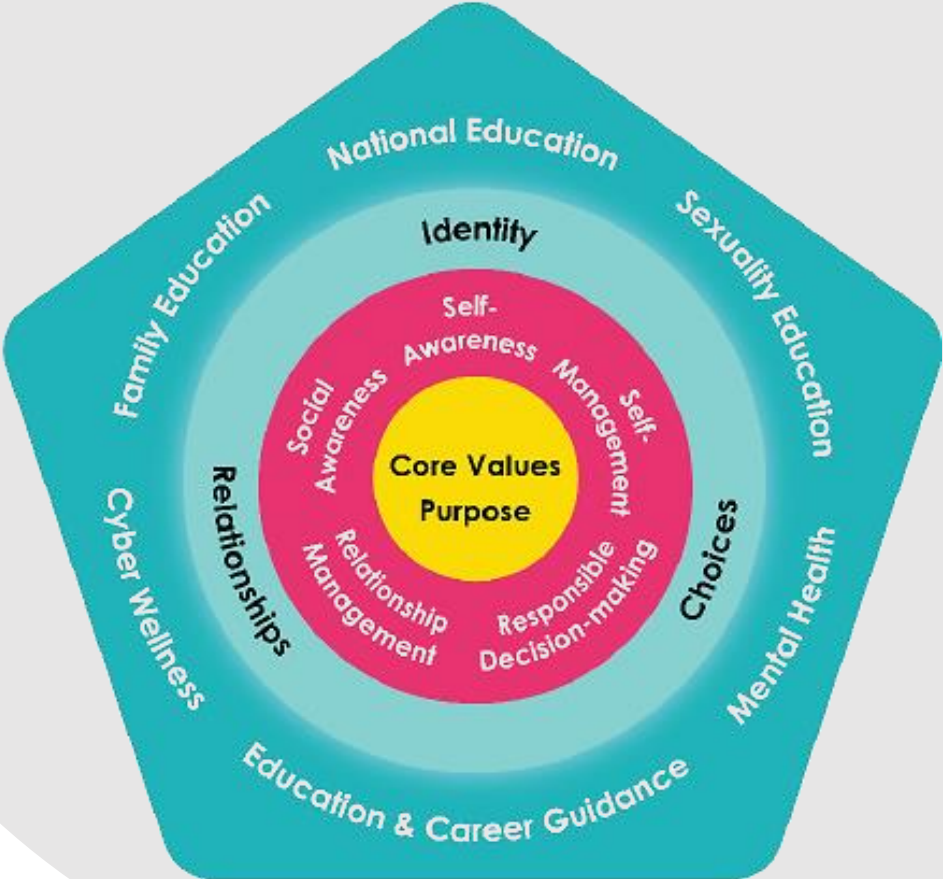 National Education
Sexuality Education
Mental Health
Education & Career Guidance
Cyber Wellness
Family Education
Identity
Choices
Relationships
Self-
Awareness
Self-
Management
Responsible
Decision-making
Relationship
Management
Social
Awareness
Core Values
Purpose